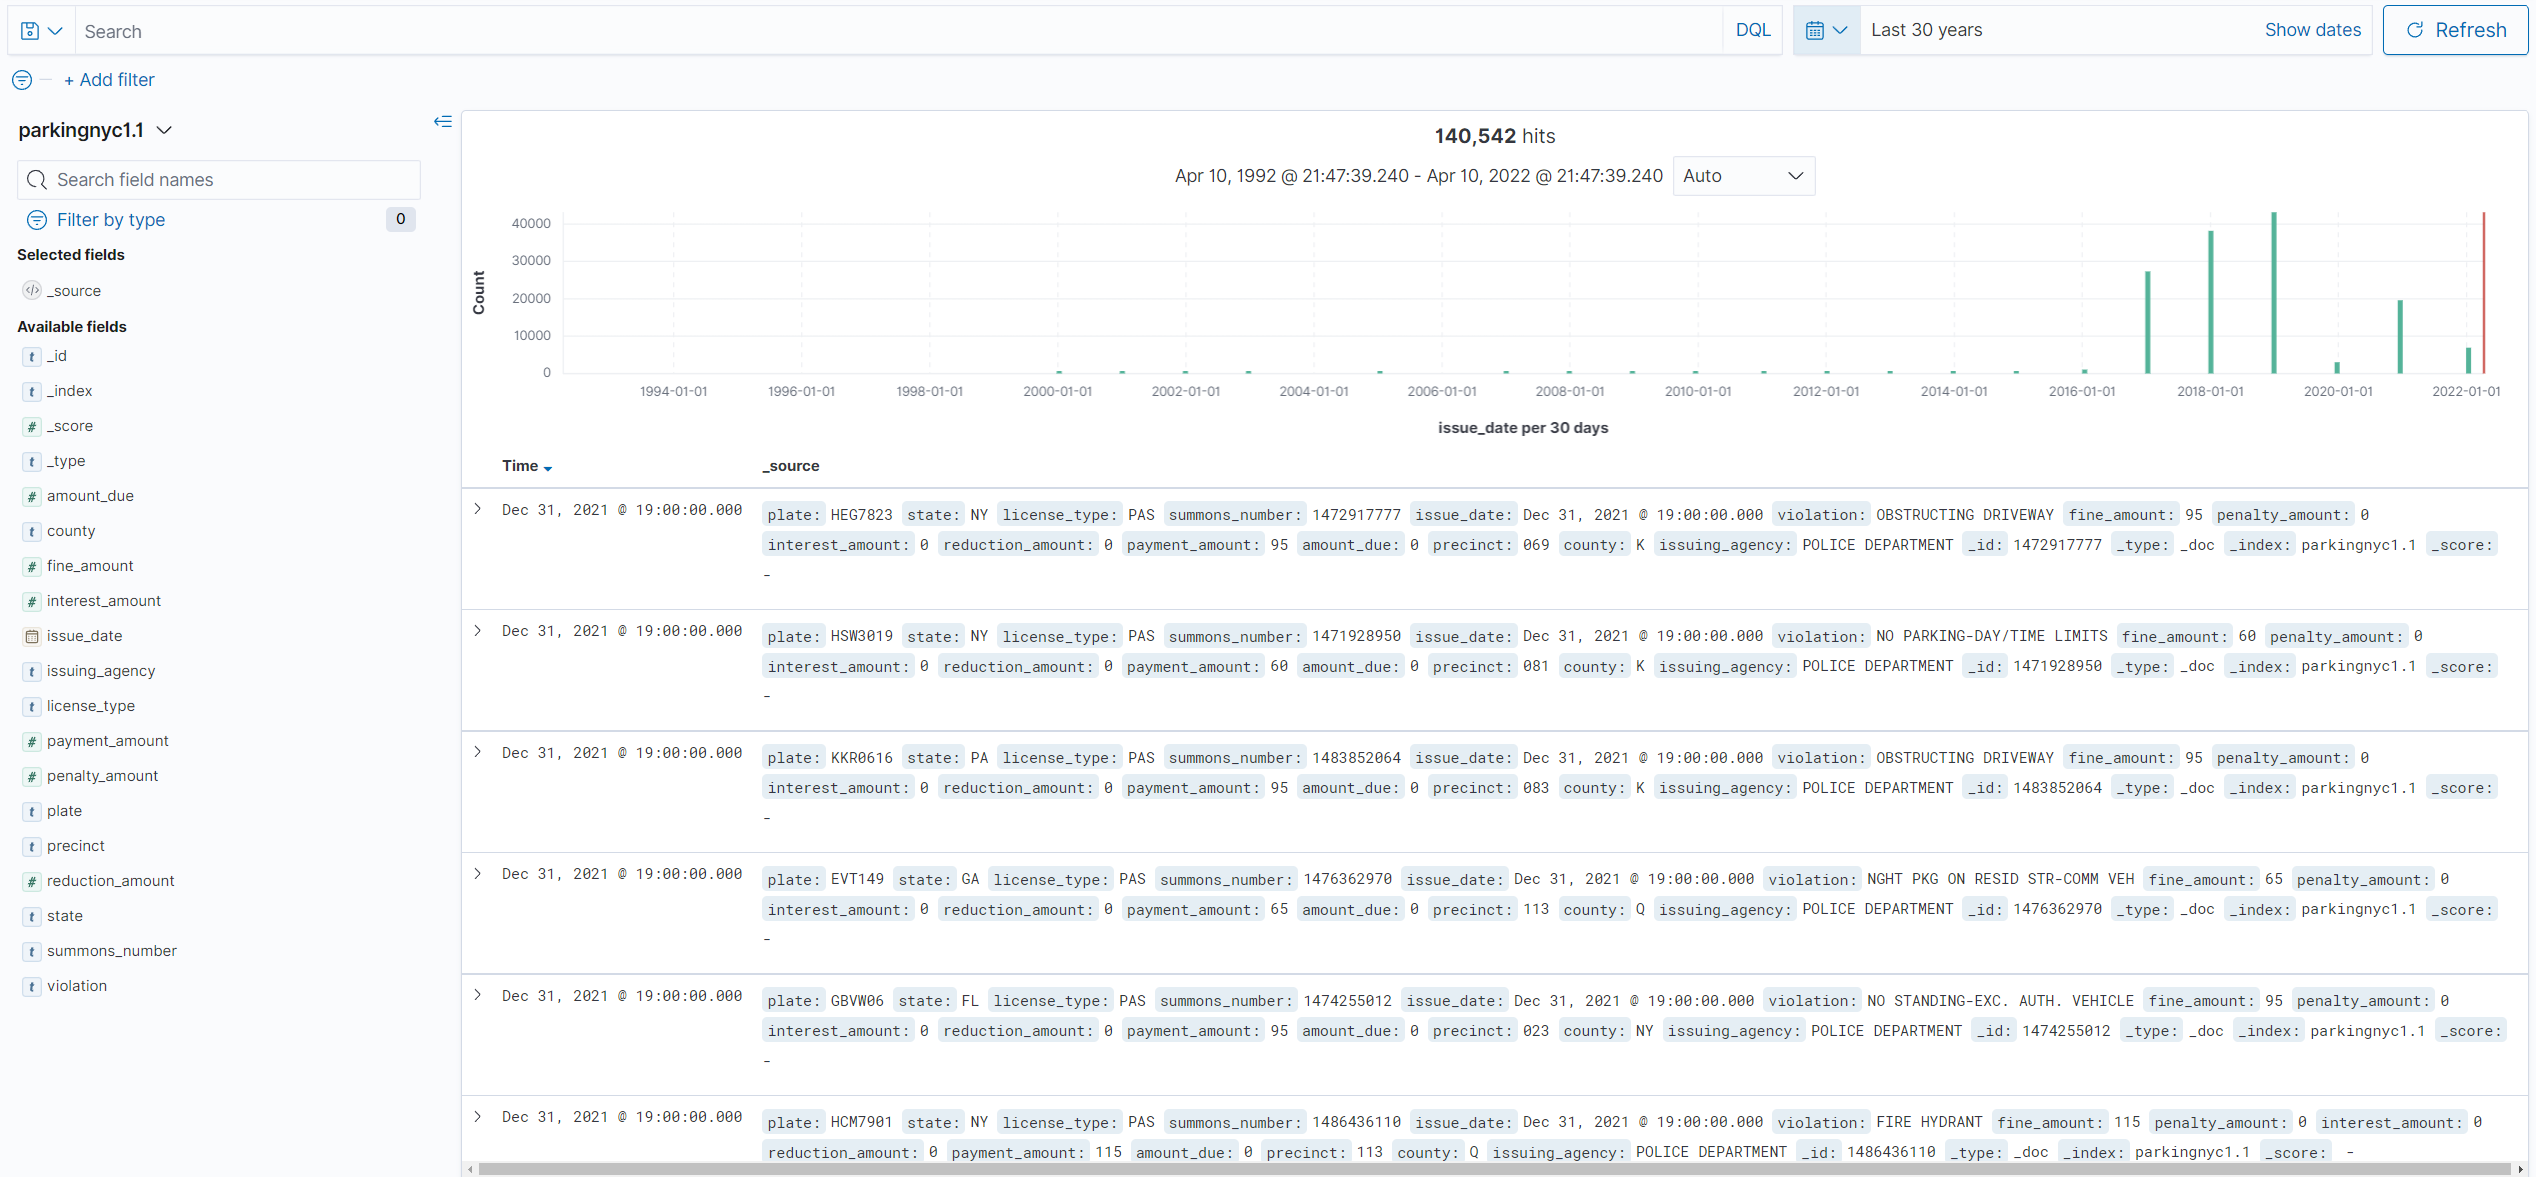 Search DQL Last 30 years Show dates Refresh
+ Add filter
parkingnyc1.1
Search field names
Filter by type 0
Selected fields
_source
Available fields
t _id
t _index
# _score
t _type
# amount_due
t county
# fine_amount
# interest_amount
issue_date
t issuing_agency
t license_type
# payment_amount
# penalty_amount
t plate
t precinct
# reduction_amount
t state
t summons_number
t violation
140,542 hits
Apr 10, 1992 @ 21:47:39.240 - Apr 10, 2022 @ 21:47:39.240 Auto
Count
40000
30000
20000
10000
0
1994-01-01 1996-01-01 1998-01-01 2000-01-01 2002-01-01 2004-01-01 2006-01-01 2008-01-01 2010-01-01 2012-01-01 2014-01-01 2016-01-01 2018-01-01 2020-01-01 2022-01-01
issue_date per 30 days
Time _source
Dec 31, 2021 @ 19:00:00.000 plate: HEG7823 state: NY license_type: PAS summons_number: 1472917777 issue_date: Dec 31, 2021 @ 19:00:00.000 violation: OBSTRUCTING DRIVEWAY fine_amount: 95 penalty_amount: 0
interest_amount: 0 reduction_amount: 0 payment_amount: 95 amount_due: 0 precinct: 069 county: K issuing_agency: POLICE DEPARTMENT _id: 1472917777 _type: _doc _index: parkingnyc1.1 _score:
-
Dec 31, 2021 @ 19:00:00.000 plate: HSW3019 state: NY license_type: PAS summons_number: 1471928950 issue_date: Dec 31, 2021 @ 19:00:00.000 violation: NO PARKING-DAY/TIME LIMITS fine_amount: 60 penalty_amount: 0
interest_amount: 0 reduction_amount: 0 payment_amount: 60 amount_due: 0 precinct: 081 county: K issuing_agency: POLICE DEPARTMENT _id: 1471928950 _type: _doc _index: parkingnyc1.1 _score:
-
Dec 31, 2021 @ 19:00:00.000 plate: KKR0616 state: PA license_type: PAS summons_number: 1483852064 issue_date: Dec 31, 2021 @ 19:00:00.000 violation: OBSTRUCTING DRIVEWAY fine_amount: 95 penalty_amount: 0
interest_amount: 0 reduction_amount: 0 payment_amount: 95 amount_due: 0 precinct: 083 county: K issuing_agency: POLICE DEPARTMENT _id: 1483852064 _type: _doc _index: parkingnyc1.1 _score:
-
Dec 31, 2021 @ 19:00:00.000 plate: EVT149 state: GA license_type: PAS summons_number: 1476362970 issue_date: Dec 31, 2021 @ 19:00:00.000 violation: NGHT PKG ON RESID STR-COMM VEH fine_amount: 65 penalty_amount: 0
interest_amount: 0 reduction_amount: 0 payment_amount: 65 amount_due: 0 precinct: 113 county: Q issuing_agency: POLICE DEPARTMENT _id: 1476362970 _type: _doc _index: parkingnyc1.1 _score:
-
Dec 31, 2021 @ 19:00:00.000 plate: GBVW06 state: FL license_type: PAS summons_number: 1474255012 issue_date: Dec 31, 2021 @ 19:00:00.000 violation: NO STANDING-EXC. AUTH. VEHICLE fine_amount: 95 penalty_amount: 0
interest_amount: 0 reduction_amount: 0 payment_amount: 95 amount_due: 0 precinct: 023 county: NY issuing_agency: POLICE DEPARTMENT _id: 1474255012 _type: _doc _index: parkingnyc1.1 _score:
-
Dec 31, 2021 @ 19:00:00.000 plate: HCM7901 state: NY license_type: PAS summons_number: 1486436110 issue_date: Dec 31, 2021 @ 19:00:00.000 violation: FIRE HYDRANT fine_amount: 115 penalty_amount: 0 interest_amount: 0
reduction_amount: 0 payment_amount: 115 amount_due: 0 precinct: 113 county: Q issuing_agency: POLICE DEPARTMENT _id: 1486436110 _type: _doc _index: parkingnyc1.1 _score: -